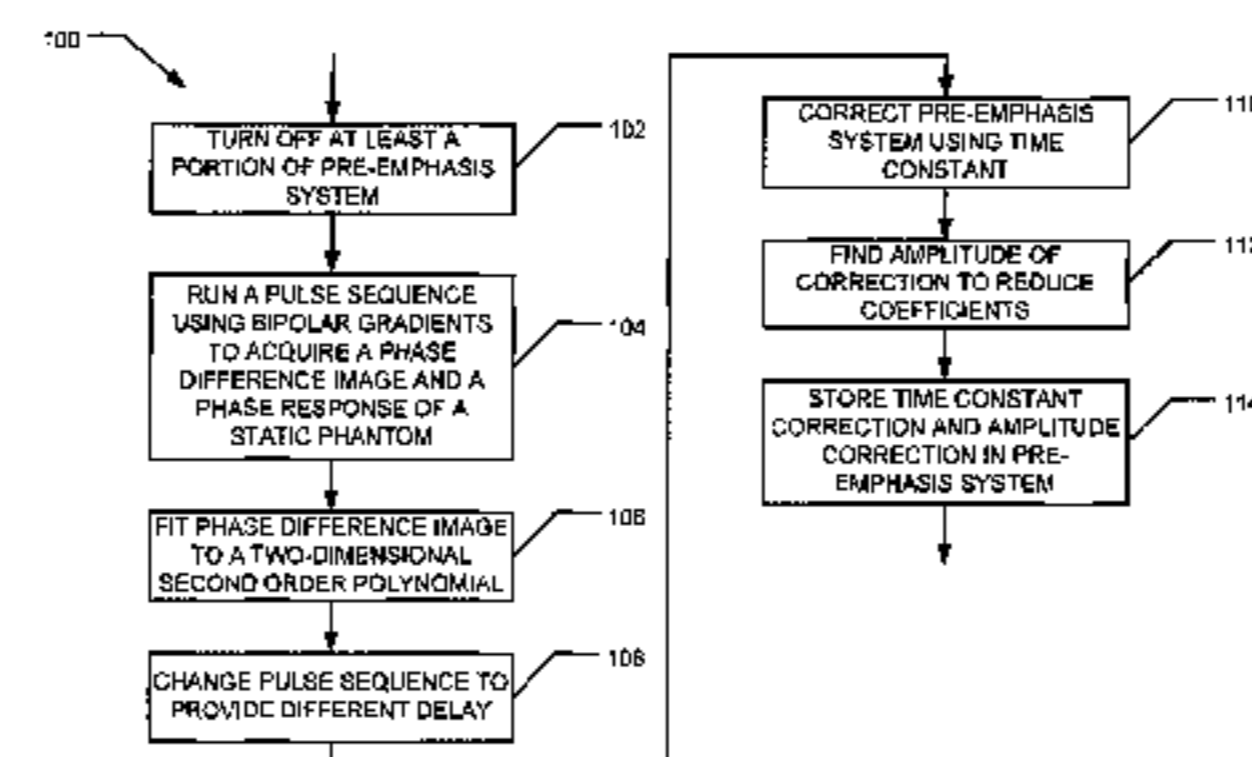 100
TURN OFF AT LEAST A
PORTION OF PRE-EMPHASIS
SYSTEM
102
RUN A PULSE SEQUENCE
USING BIPOLAR GRADIENTS
TO ACQUIRE A PHASE
DIFFERENCE IMAGE AND A
PHASE RESPONSE OF A
STATIC PHANTOM
104
FIT PHASE DIFFERENCE IMAGE
TO A TWO-DIMENSIONAL
SECOND ORDER POLYNOMIAL
CHANGE PULSE SEQUENCE TO
PROVIDE DIFFERENT DELAY
CORRECT PRE-EMPHASIS
SYSTEM USING TIME
CONSTANT
FIND AMPLITUDE OF
CORRECTION TO REDUCE
COEFFICIENTS
STORE TIME CONSTANT
CORRECTION AND AMPLITUDE
CORRECTION IN PRE-
EMPHASIS SYSTEM
114